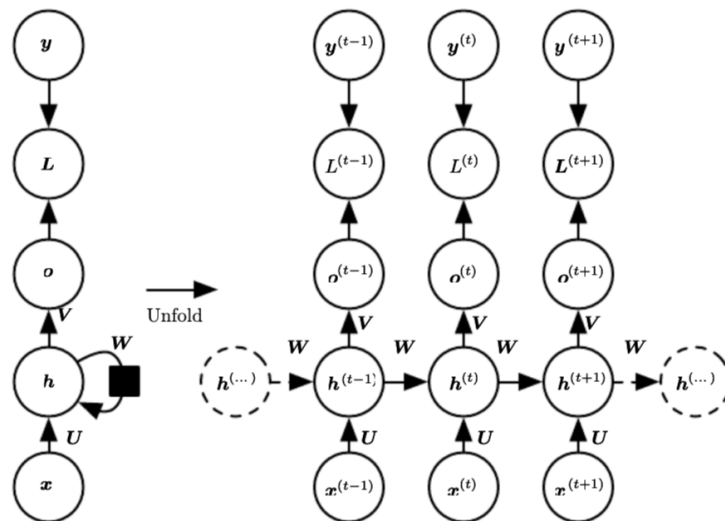 y y^{(t-1)} y^{(t)} y^{(t+1)}
L L^{(t-1)} L^{(t)} L^{(t+1)}
o o^{(t-1)} o^{(t)} o^{(t+1)}
Unfold
V V V V
W W W W W
h h^{(...)} h^{(t-1)} h^{(t)} h^{(t+1)} h^{(...)}
U U U U
x x^{(t-1)} x^{(t)} x^{(t+1)}